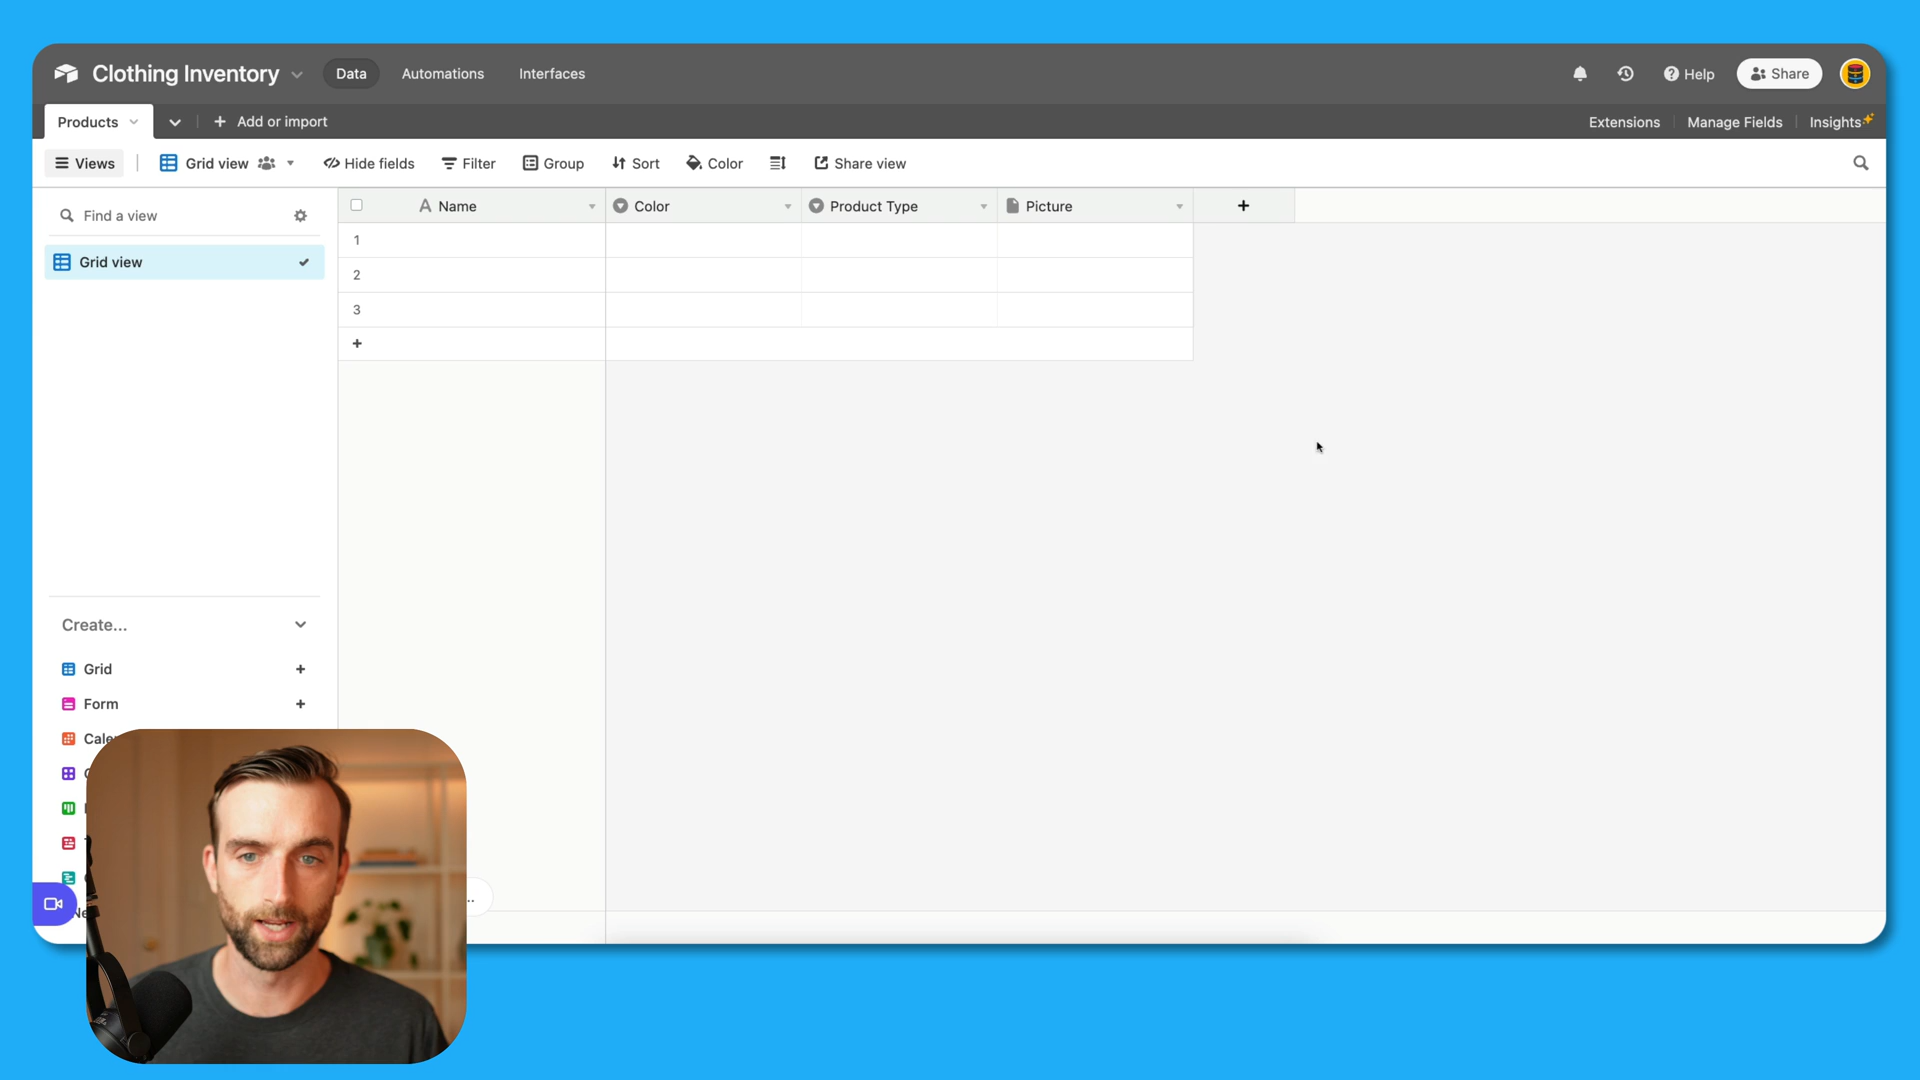 Clothing Inventory Data Automations Interfaces Help Share
Products Add or import Extensions Manage Fields Insights
Views Grid view Hide fields Filter Group Sort Color Share view
Find a view
Name Color Product Type Picture
Grid view
1
2
3
Create...
Grid
Form